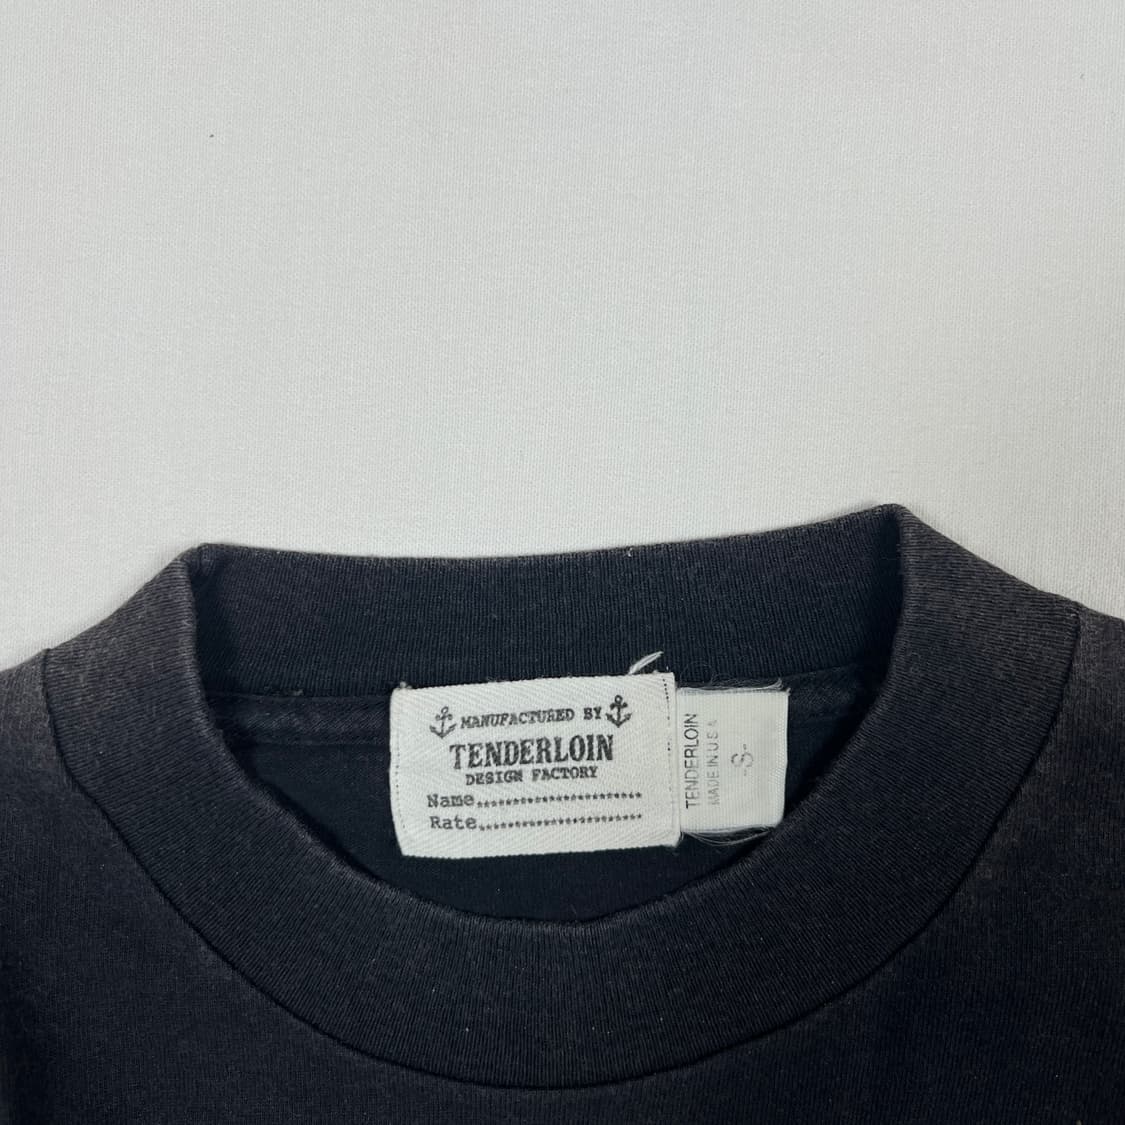 MANUFACTURED BY
TENDERLOIN
DESIGN FACTORY
Name
Rate
TENDERLOIN
MADE IN U.S.A
-S-